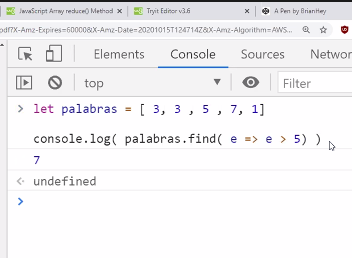 JavaScript Array reduce() Method
Tryit Editor v3.6
A Pen by BrianHey
pdf?X-Amz-Expires=60000&X-Amz-Date=20201015T124714Z&X-Amz-Algorithm=AWS...
Elements
Console
Sources
Network
top
Filter
let palabras = [ 3, 3 , 5 , 7, 1]
console.log( palabras.find( e => e > 5) )
7
undefined